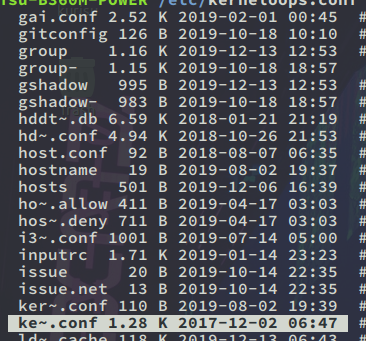 su-B360M-POWER /etc/kerneloops.conf
gai.conf 2.52 K 2019-02-01 00:45 #
gitconfig 126 B 2019-10-18 10:10 #
group 1.16 K 2019-12-13 12:53 #
group- 1.15 K 2019-10-18 18:57
gshadow 995 B 2019-12-13 12:53 #
gshadow- 983 B 2019-10-18 18:57 #
hddt~.db 6.59 K 2018-01-21 21:19 #
hd~.conf 4.94 K 2018-10-26 21:53 #
host.conf 92 B 2018-08-07 06:35 #
hostname 19 B 2019-08-02 19:37 #
hosts 501 B 2019-12-06 16:39 #
ho~.allow 411 B 2019-04-17 03:03 #
hos~.deny 711 B 2019-04-17 03:03 #
i3~.conf 1001 B 2019-07-14 05:00 #
inputrc 1.71 K 2019-01-14 23:23 #
issue 20 B 2019-10-14 22:35 #
issue.net 13 B 2019-10-14 22:35 #
ker~.conf 110 B 2019-08-02 19:39 #
ke~.conf 1.28 K 2017-12-02 06:47 #
ld~.cache 118 K 2019-12-13 06:43 #